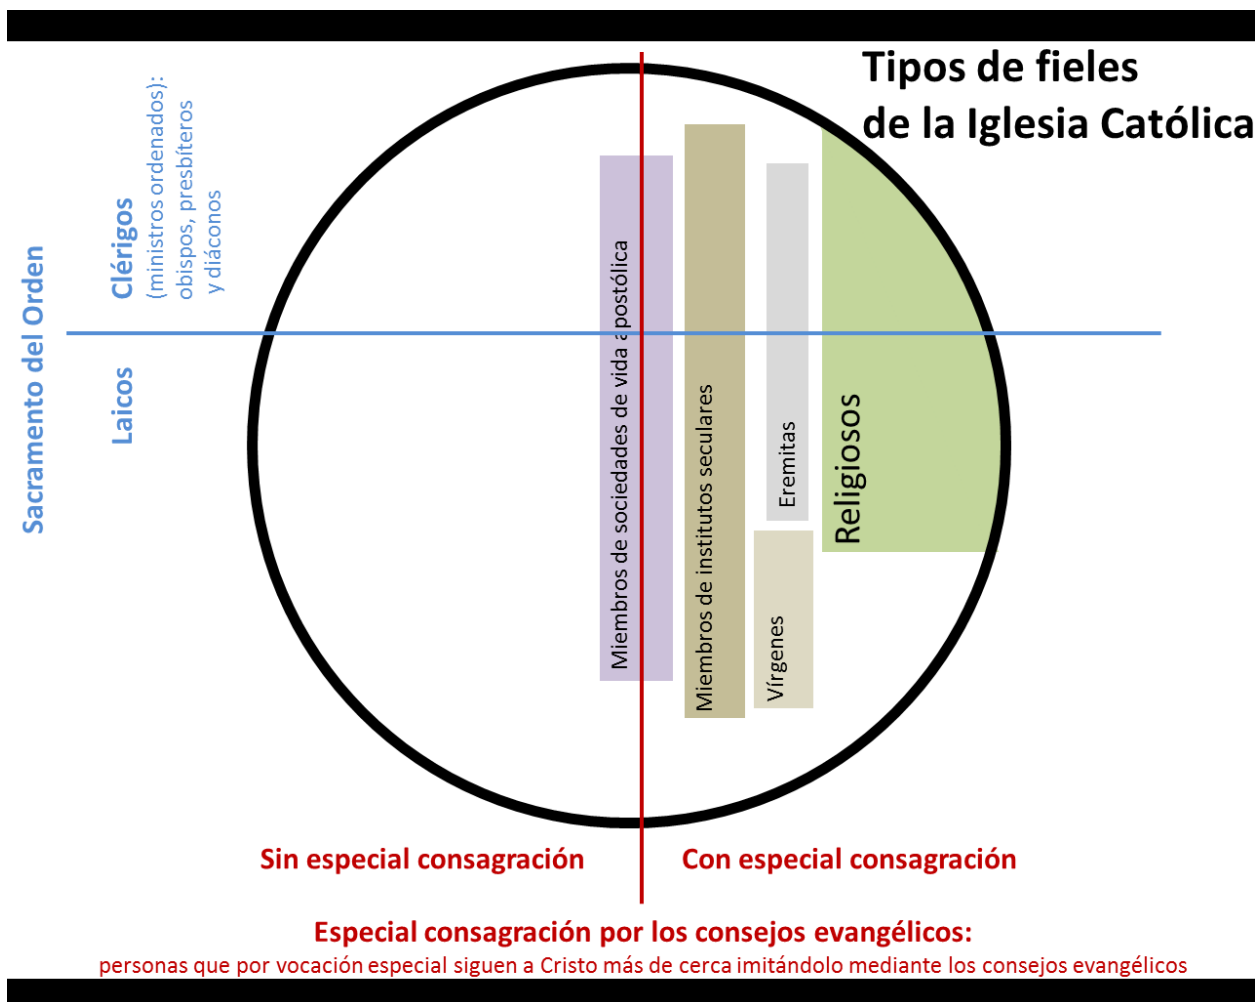 Tipos de fieles
de la Iglesia Católica
Sacramento del Orden
Clérigos
(ministros ordenados):
obispos, presbíteros
y diáconos
Laicos
Miembros de sociedades de vida apostólica
Miembros de institutos seculares
Eremitas
Vírgenes
Religiosos
Sin especial consagración
Con especial consagración
Especial consagración por los consejos evangélicos:
personas que por vocación especial siguen a Cristo más de cerca imitándolo mediante los consejos evangélicos